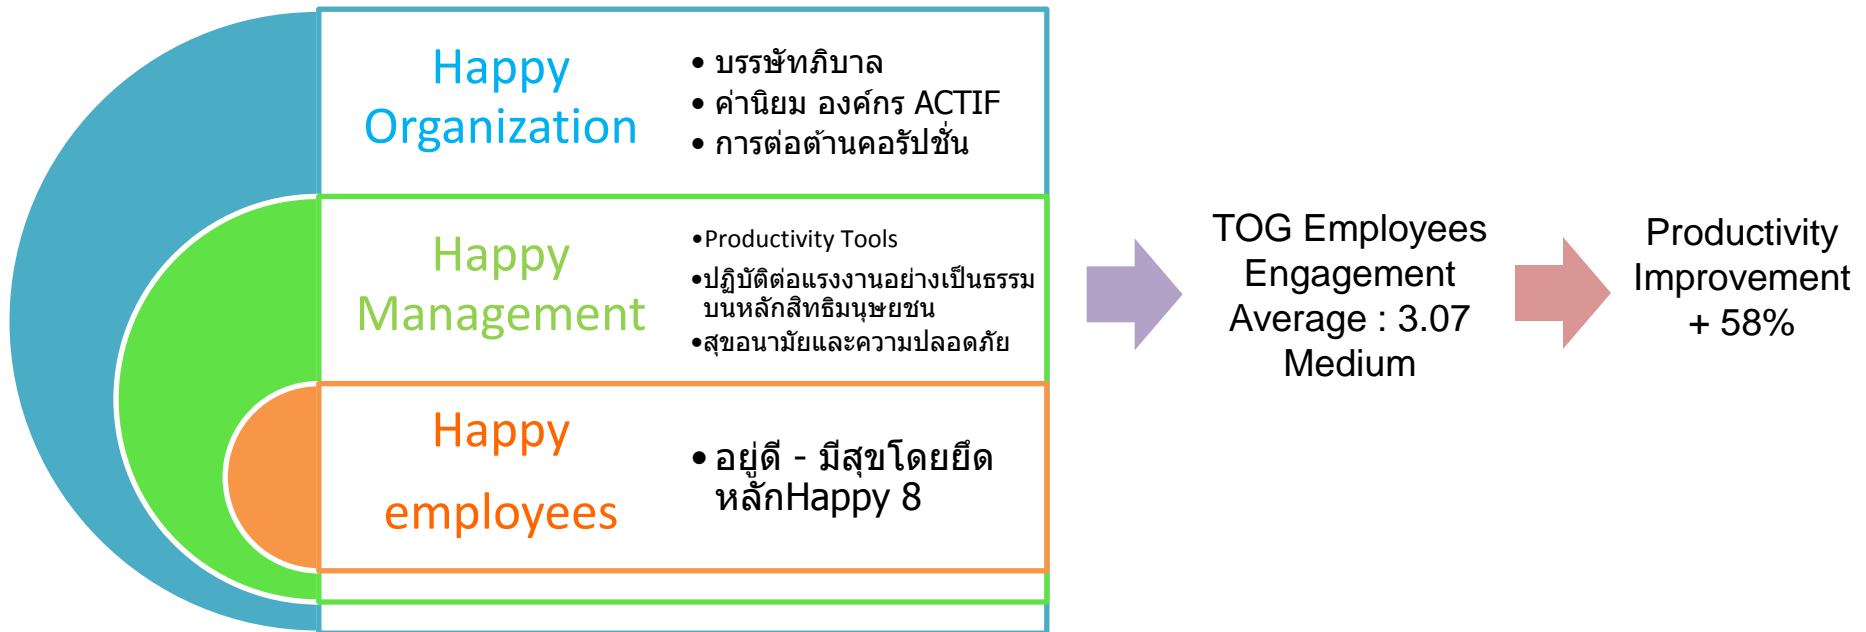 Happy
Organization
• บรรษัทภิบาล
• ค่านิยม องค์กร ACTIF
• การต่อต้านคอรัปชั่น
Happy
Management
•Productivity Tools
•ปฏิบัติต่อแรงงานอย่างเป็นธรรม
บนหลักสิทธิมนุษยชน
•สุขอนามัยและความปลอดภัย
Happy
employees
• อยู่ดี - มีสุขโดยยึด
หลักHappy 8
TOG Employees
Engagement
Average : 3.07
Medium
Productivity
Improvement
+ 58%